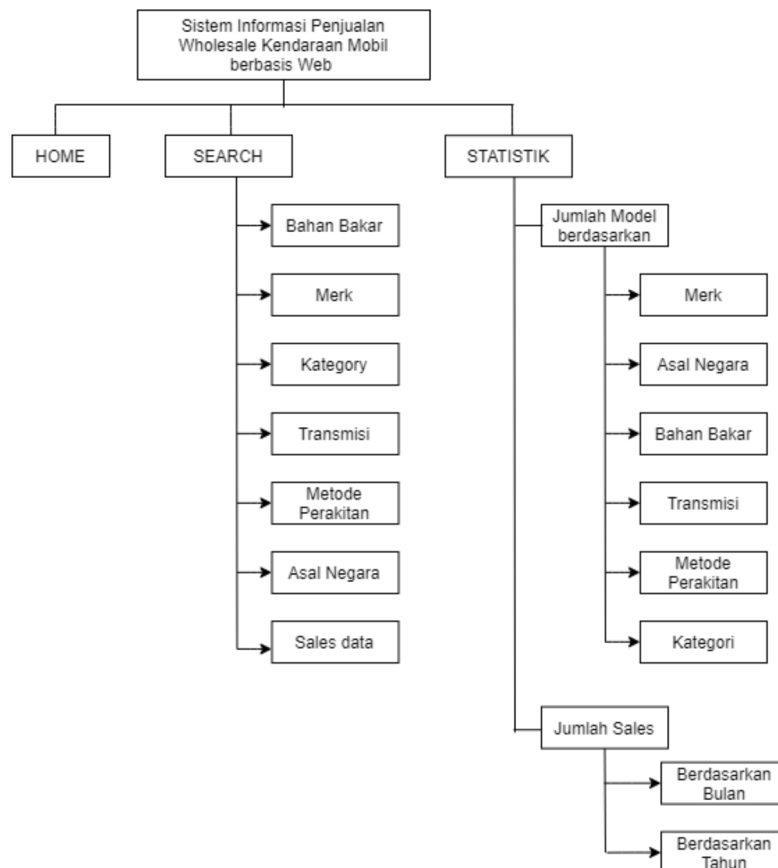 Sistem Informasi Penjualan
Wholesale Kendaraan Mobil
berbasis Web
HOME
SEARCH
STATISTIK
Bahan Bakar
Merk
Kategory
Transmisi
Metode
Perakitan
Asal Negara
Sales data
Jumlah Model
berdasarkan
Merk
Asal Negara
Bahan Bakar
Transmisi
Metode
Perakitan
Kategori
Jumlah Sales
Berdasarkan
Bulan
Berdasarkan
Tahun